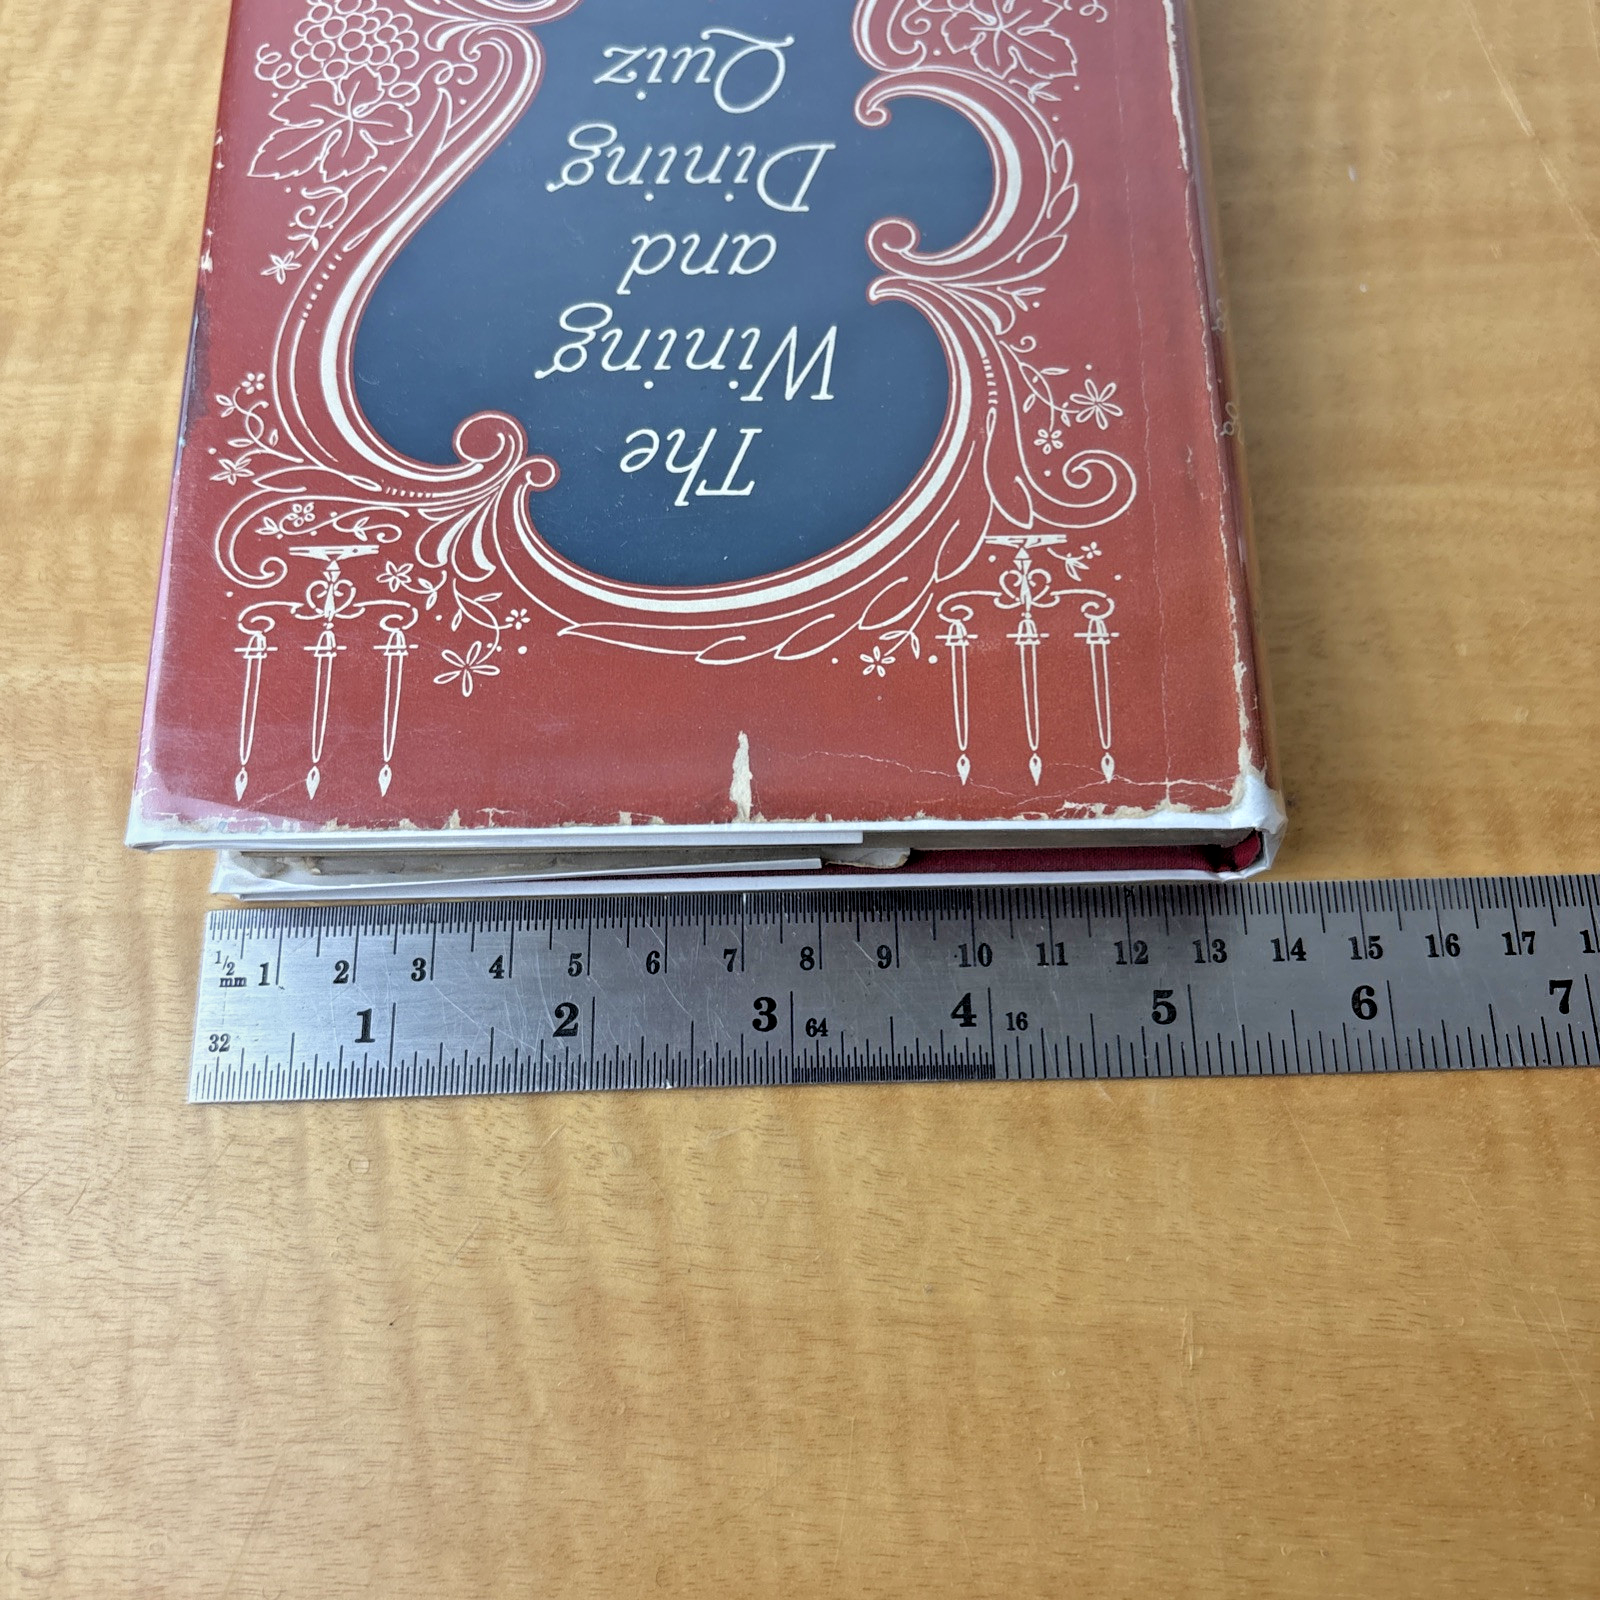 The
Wining
and
Dining
Quiz
1/2 mm 1 2 3 4 5 6 7 8 9 10 11 12 13 14 15 16 17 1
32 1 2 3 64 4 16 5 6 7